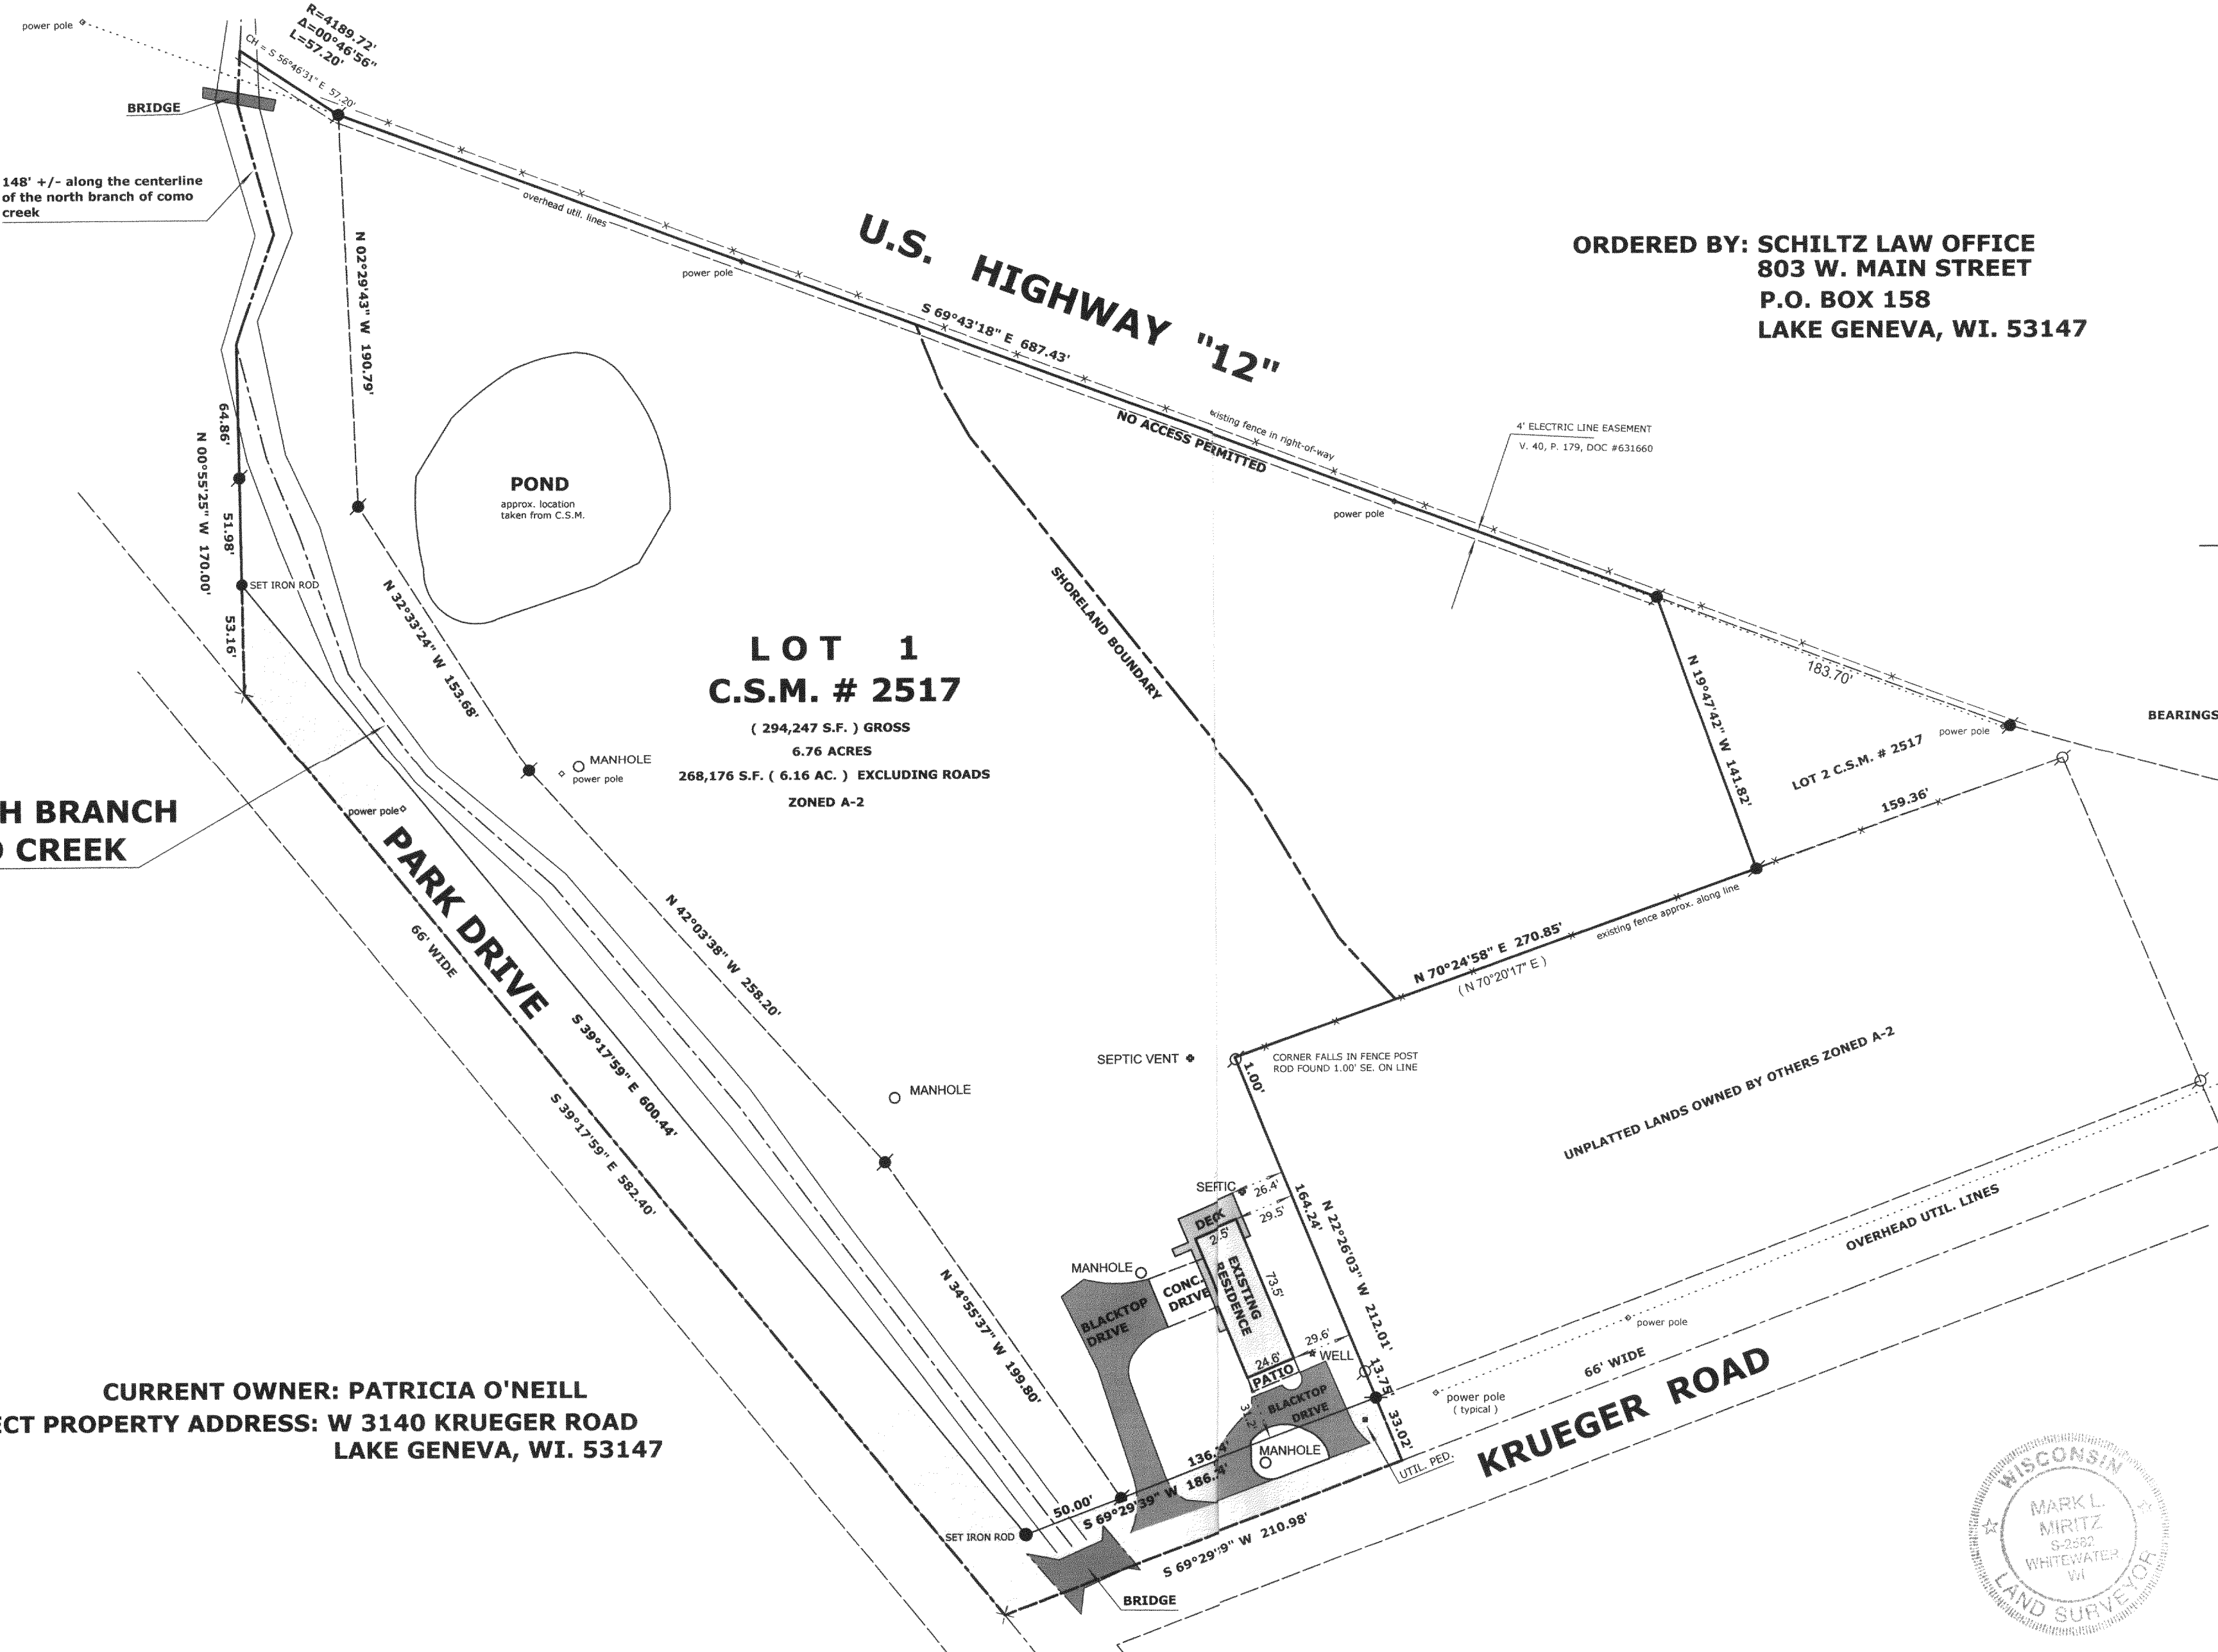 power pole
R=4189.72'
Δ=00°46'56"
L=57.20'
CH = S 56°46'31" E 57.20'
BRIDGE
148' +/- along the centerline
of the north branch of como
creek
N 02°29'43" W 190.79'
overhead util. lines
power pole
U.S. HIGHWAY "12"
S 69°43'18" E 687.43'
NO ACCESS PERMITTED
existing fence in right-of-way
ORDERED BY: SCHILTZ LAW OFFICE
803 W. MAIN STREET
P.O. BOX 158
LAKE GENEVA, WI. 53147
4' ELECTRIC LINE EASEMENT
V. 40, P. 179, DOC #631660
power pole
64.86'
N 00°55'25" W 170.00'
51.98'
SET IRON ROD
53.16'
POND
approx. location
taken from C.S.M.
N 32°33'24" W 153.68'
SHORELAND BOUNDARY
LOT 1
C.S.M. # 2517
( 294,247 S.F. ) GROSS
6.76 ACRES
268,176 S.F. ( 6.16 AC. ) EXCLUDING ROADS
ZONED A-2
MANHOLE
power pole
N 19°47'42" W 141.82'
183.70'
power pole
LOT 2 C.S.M. # 2517
BEARINGS
159.36'
H BRANCH
CREEK
power pole
PARK DRIVE
66' WIDE
N 42°03'38" W 258.20'
N 70°24'58" E 270.85'
( N 70°20'17" E )
existing fence approx. along line
S 39°17'59" E 600.44'
S 39°17'59" E 582.40'
SEPTIC VENT
1.00'
CORNER FALLS IN FENCE POST
ROD FOUND 1.00' SE. ON LINE
MANHOLE
UNPLATTED LANDS OWNED BY OTHERS ZONED A-2
SEPTIC
26.4'
29.5'
164.24'
N 22°26'03" W 212.01'
DECK
EXISTING
RESIDENCE
73.5'
MANHOLE
CONC.
DRIVE
BLACKTOP
DRIVE
29.6'
WELL
24.6'
PATIO
13.75'
BLACKTOP
DRIVE
33.02'
MANHOLE
UTIL. PED.
OVERHEAD UTIL. LINES
power pole
66' WIDE
power pole
( typical )
KRUEGER ROAD
N 34°55'37" W 199.80'
50.00'
S 69°29'39" W
SET IRON ROD
210.98'
BRIDGE
CURRENT OWNER: PATRICIA O'NEILL
ECT PROPERTY ADDRESS: W 3140 KRUEGER ROAD
LAKE GENEVA, WI. 53147
WISCONSIN
MARK L.
MIRITZ
S-2582
WHITEWATER
WI
LAND SURVEYOR